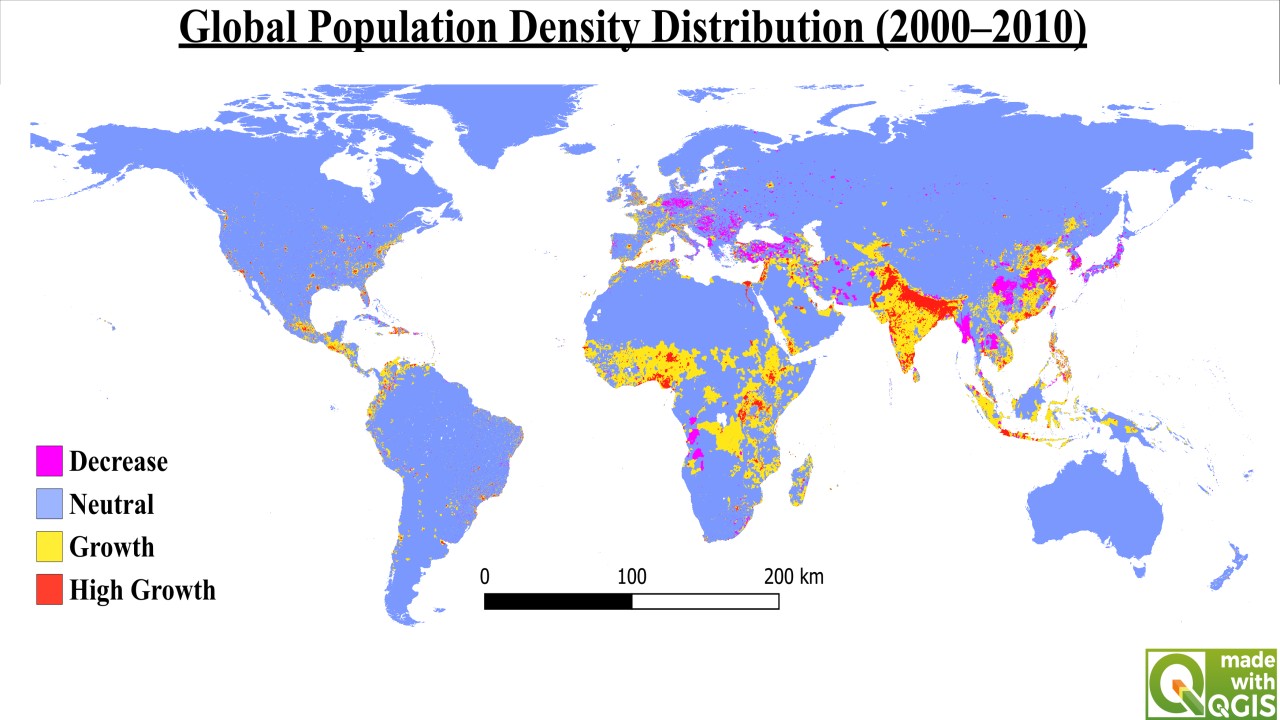 Global Population Density Distribution (2000–2010)
Decrease
Neutral
Growth
High Growth
0 100 200 km
made
with
QGIS